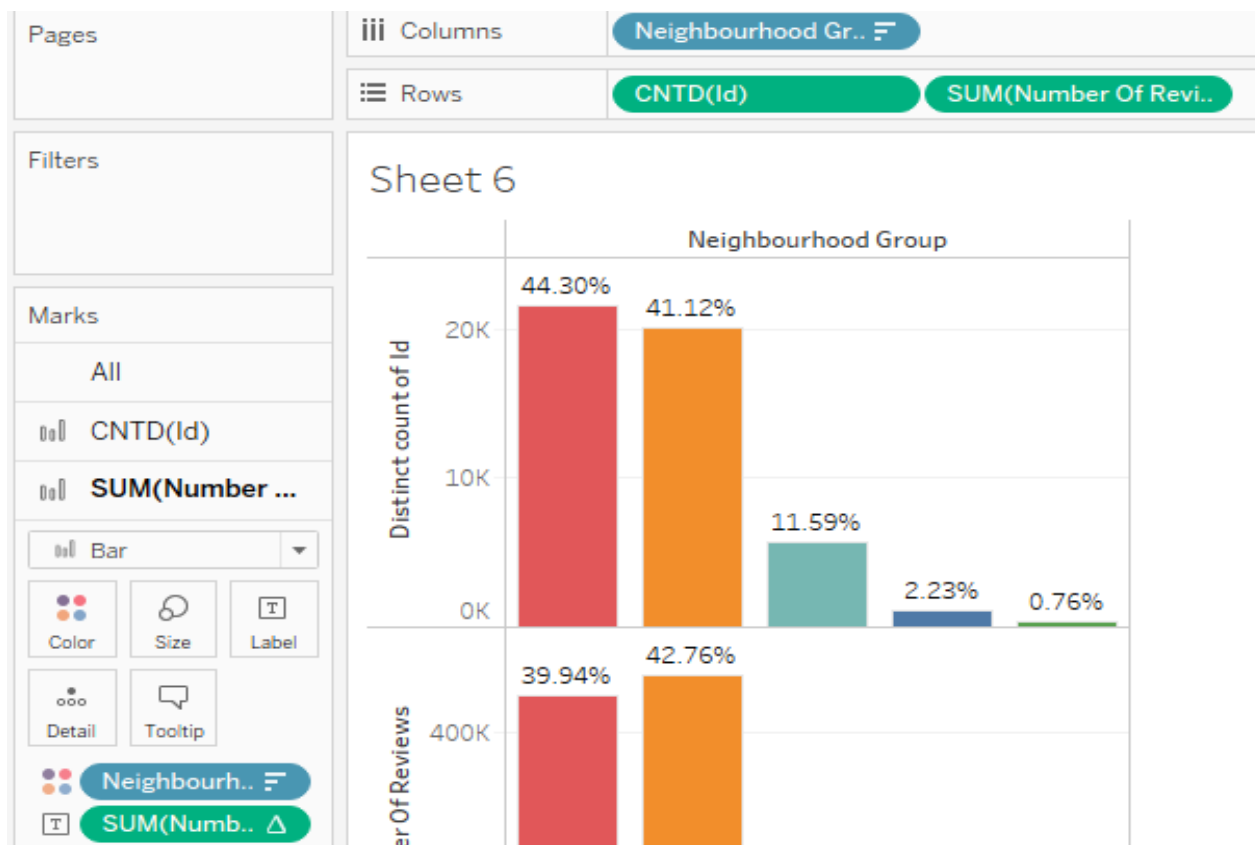 Pages
Columns
Neighbourhood Gr..
Rows
CNTD(Id)
SUM(Number Of Revi..
Filters
Sheet 6
Neighbourhood Group
Marks
All
CNTD(Id)
SUM(Number ...
Bar
Color
Size
Label
Detail
Tooltip
Neighbourh..
T
SUM(Numb..
Distinct count of Id
20K
10K
0K
44.30%
41.12%
11.59%
2.23%
0.76%
er Of Reviews
400K
39.94%
42.76%